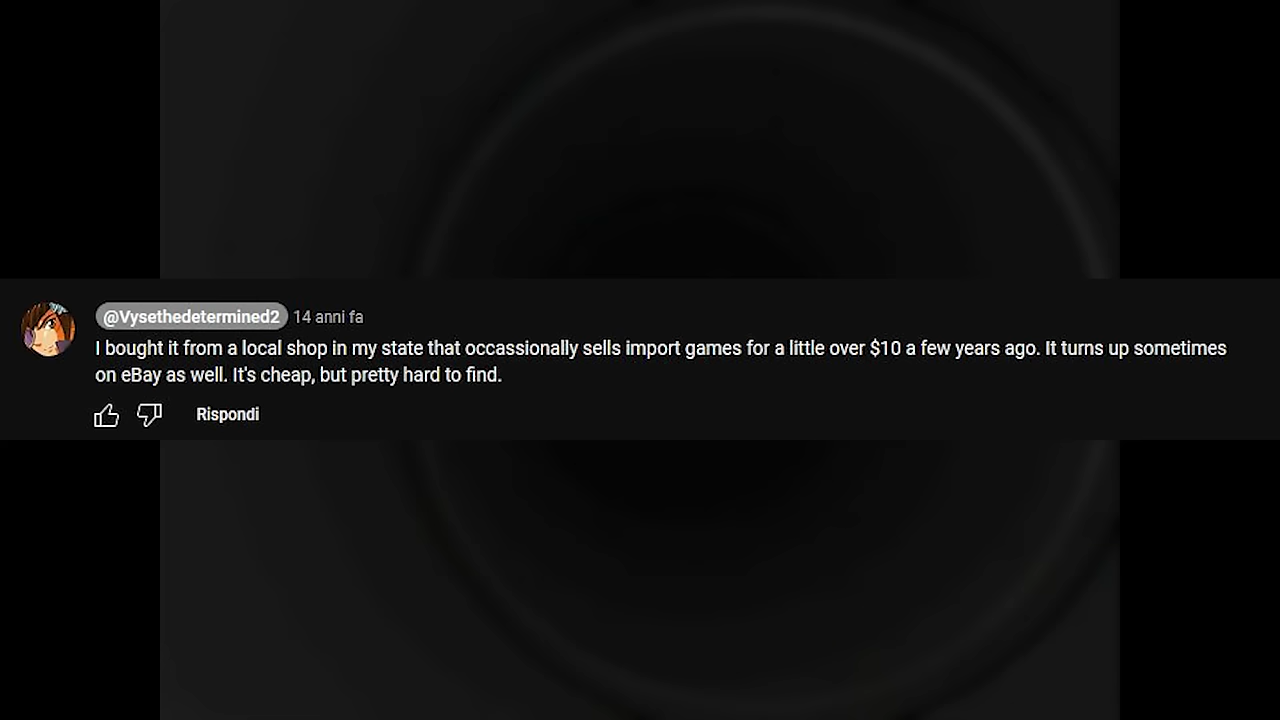 @Vysethedetermined2 14 anni fa
I bought it from a local shop in my state that occassionally sells import games for a little over $10 a few years ago. It turns up sometimes
on eBay as well. It's cheap, but pretty hard to find.
Rispondi